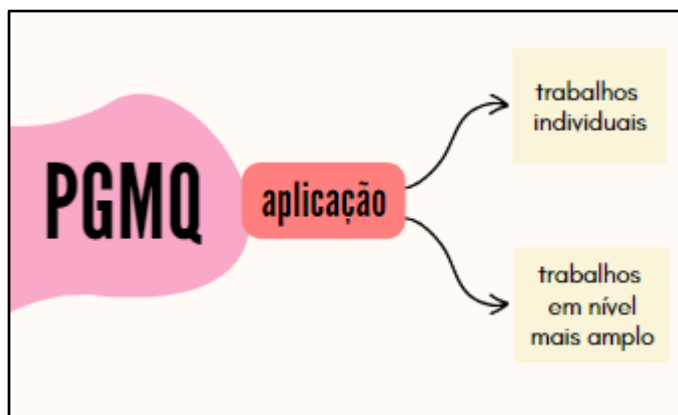 PGMQ
aplicação
trabalhos
individuais
trabalhos
em nível
mais amplo